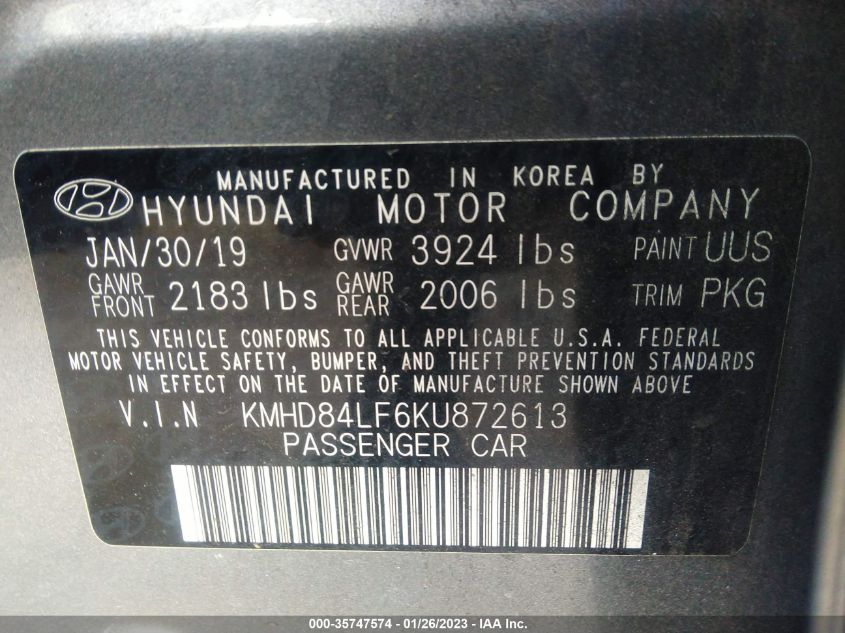 MANUFACTURED IN KOREA BY
HYUNDAI MOTOR COMPANY
JAN/30/19 GVWR 3924 lbs PAINT UUS
GAWR FRONT 2183 lbs GAWR REAR 2006 lbs TRIM PKG
THIS VEHICLE CONFORMS TO ALL APPLICABLE U.S.A. FEDERAL
MOTOR VEHICLE SAFETY, BUMPER, AND THEFT PREVENTION STANDARDS
IN EFFECT ON THE DATE OF MANUFACTURE SHOWN ABOVE.
V.I.N KMHD84LF6KU872613
PASSENGER CAR
000-35747574 - 01/26/2023 - IAA Inc.